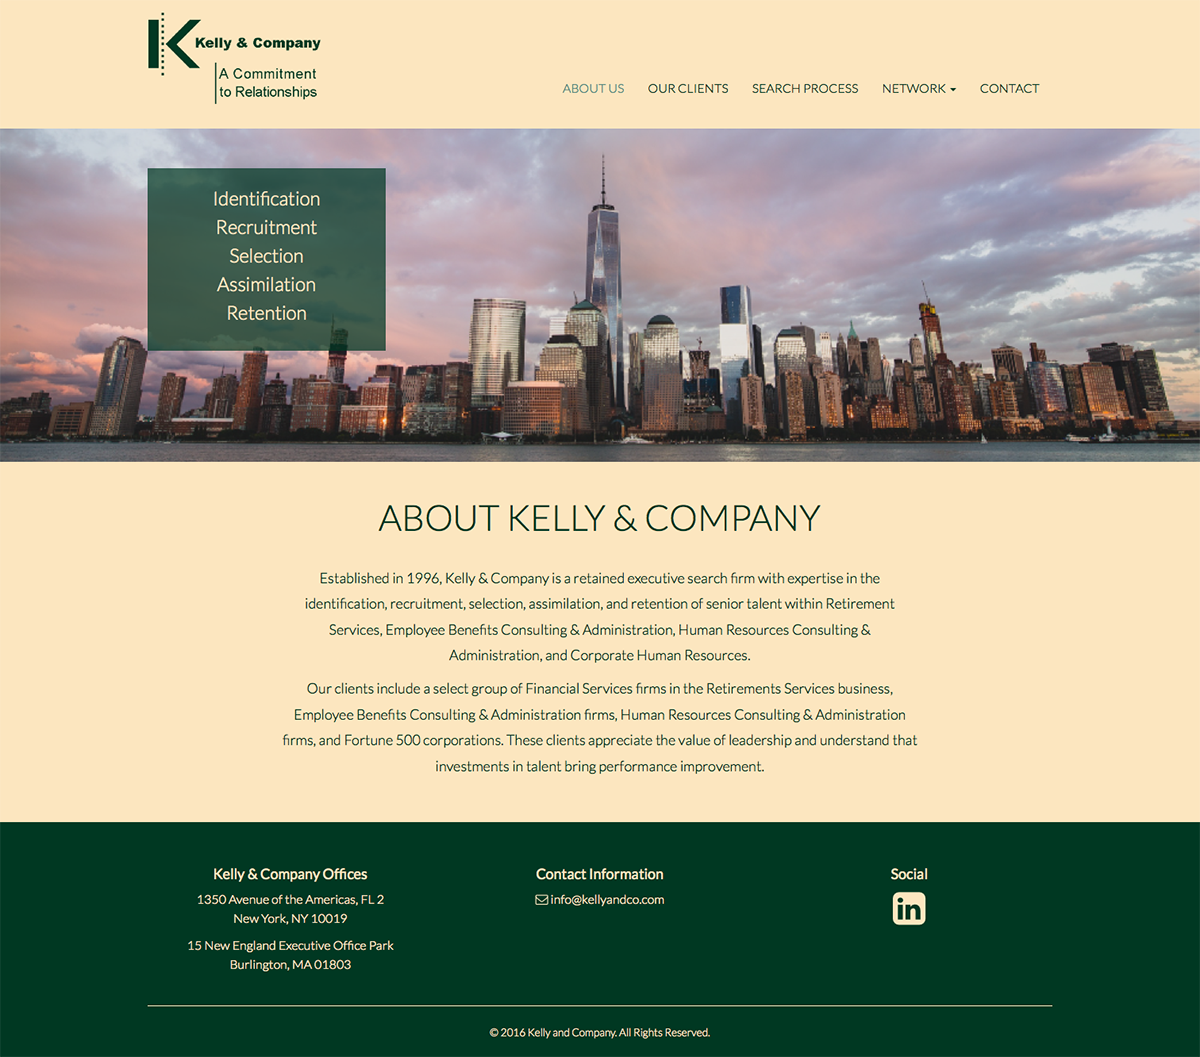 K
Kelly & Company
A Commitment
to Relationships
ABOUT US OUR CLIENTS SEARCH PROCESS NETWORK CONTACT
Identification
Recruitment
Selection
Assimilation
Retention
ABOUT KELLY & COMPANY
Established in 1996, Kelly & Company is a retained executive search firm with expertise in the
identification, recruitment, selection, assimilation, and retention of senior talent within Retirement
Services, Employee Benefits Consulting & Administration, Human Resources Consulting &
Administration, and Corporate Human Resources.
Our clients include a select group of Financial Services firms in the Retirements Services business,
Employee Benefits Consulting & Administration firms, Human Resources Consulting & Administration
firms, and Fortune 500 corporations. These clients appreciate the value of leadership and understand that
investments in talent bring performance improvement.
Kelly & Company Offices
1350 Avenue of the Americas, FL 2
New York, NY 10019
15 New England Executive Office Park
Burlington, MA 01803
Contact Information
info@kellyandco.com
Social
in
© 2016 Kelly and Company. All Rights Reserved.